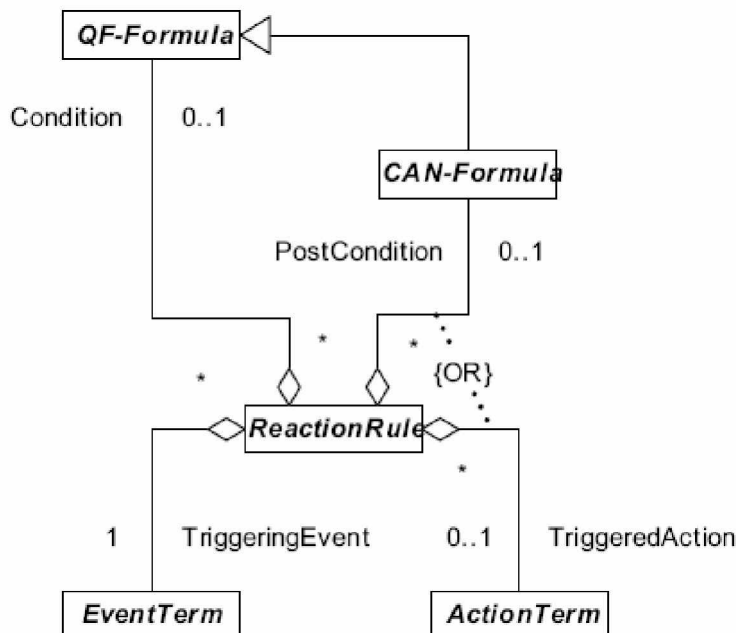 QF-Formula
Condition 0..1
CAN-Formula
PostCondition 0..1
* *
{OR}
*
ReactionRule
*
1 TriggeringEvent 0..1 TriggeredAction
EventTerm ActionTerm